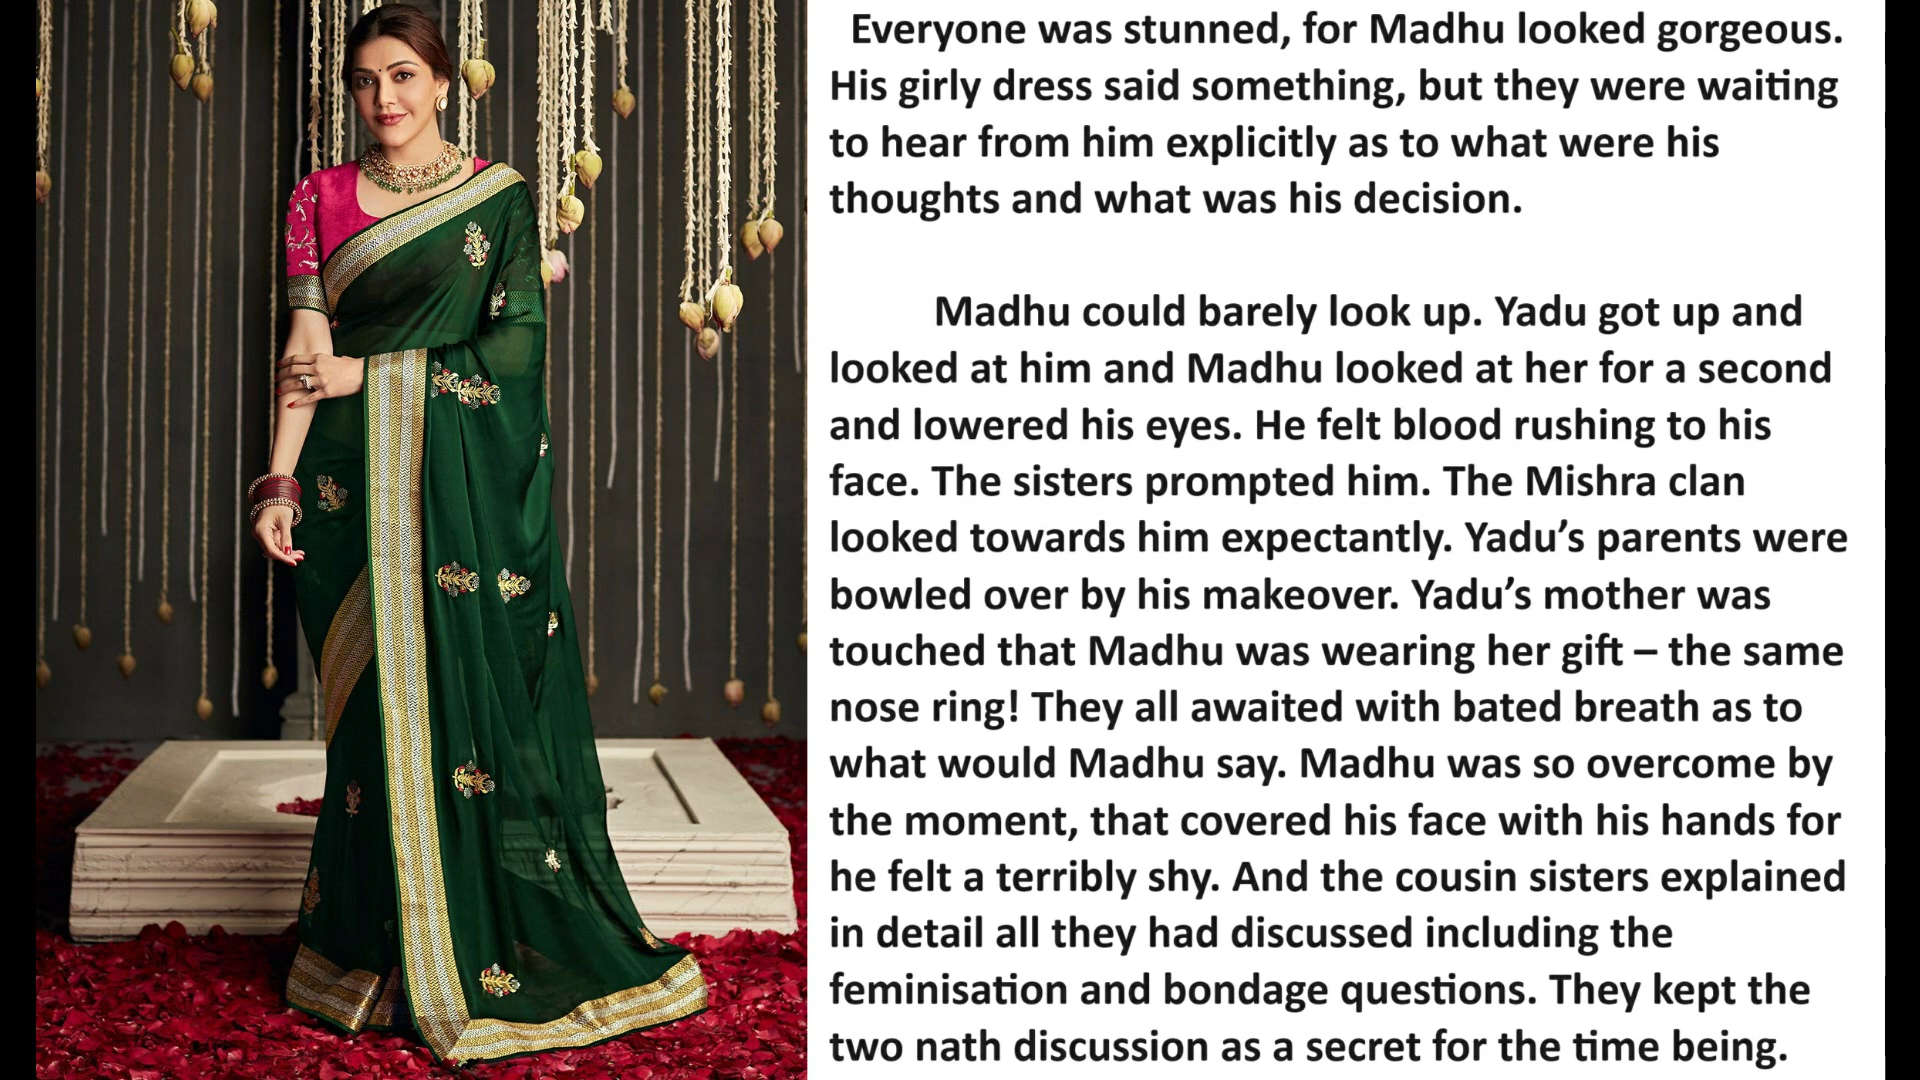 Everyone was stunned, for Madhu looked gorgeous.
His girly dress said something, but they were waiting
to hear from him explicitly as to what were his
thoughts and what was his decision.
Madhu could barely look up. Yadu got up and
looked at him and Madhu looked at her for a second
and lowered his eyes. He felt blood rushing to his
face. The sisters prompted him. The Mishra clan
looked towards him expectantly. Yadu’s parents were
bowled over by his makeover. Yadu’s mother was
touched that Madhu was wearing her gift – the same
nose ring! They all awaited with bated breath as to
what would Madhu say. Madhu was so overcome by
the moment, that covered his face with his hands for
he felt a terribly shy. And the cousin sisters explained
in detail all they had discussed including the
feminisation and bondage questions. They kept the
two nath discussion as a secret for the time being.